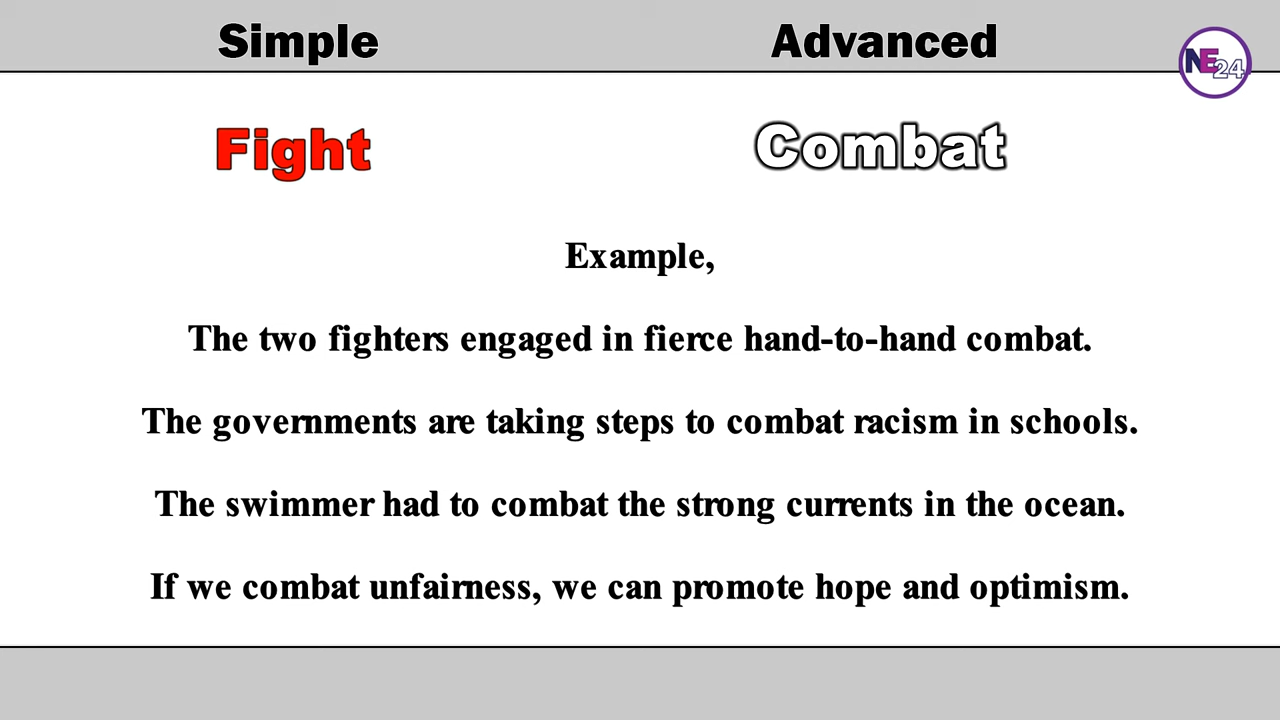 Simple Advanced
NE24
Fight Combat
Example,
The two fighters engaged in fierce hand-to-hand combat.
The governments are taking steps to combat racism in schools.
The swimmer had to combat the strong currents in the ocean.
If we combat unfairness, we can promote hope and optimism.